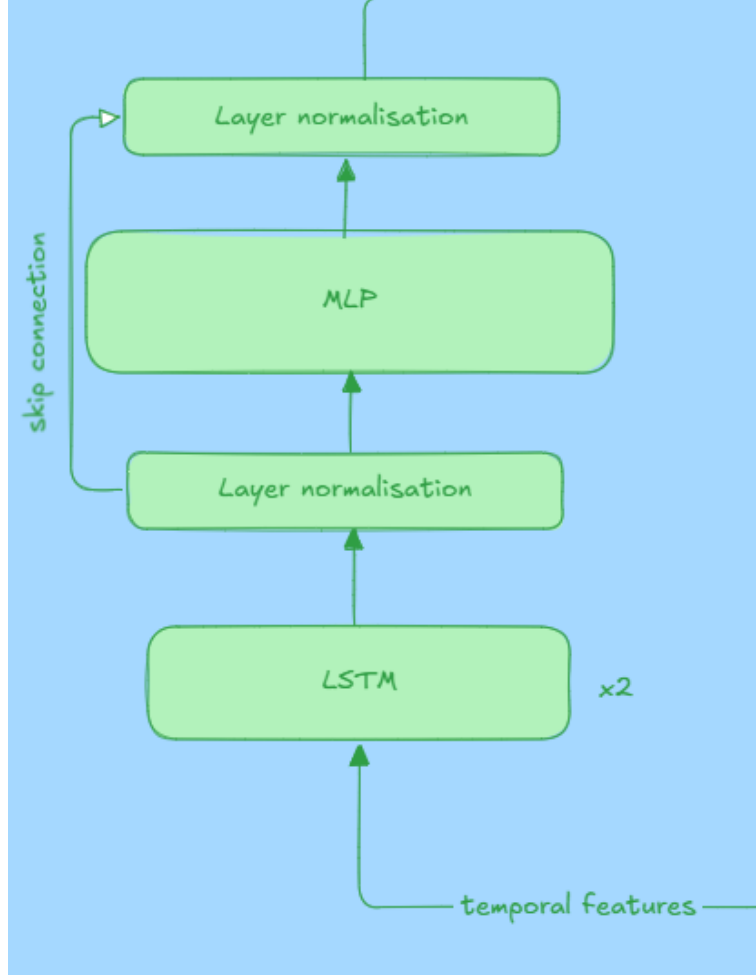 Layer normalisation
MLP
skip connection
Layer normalisation
LSTM
x2
temporal features